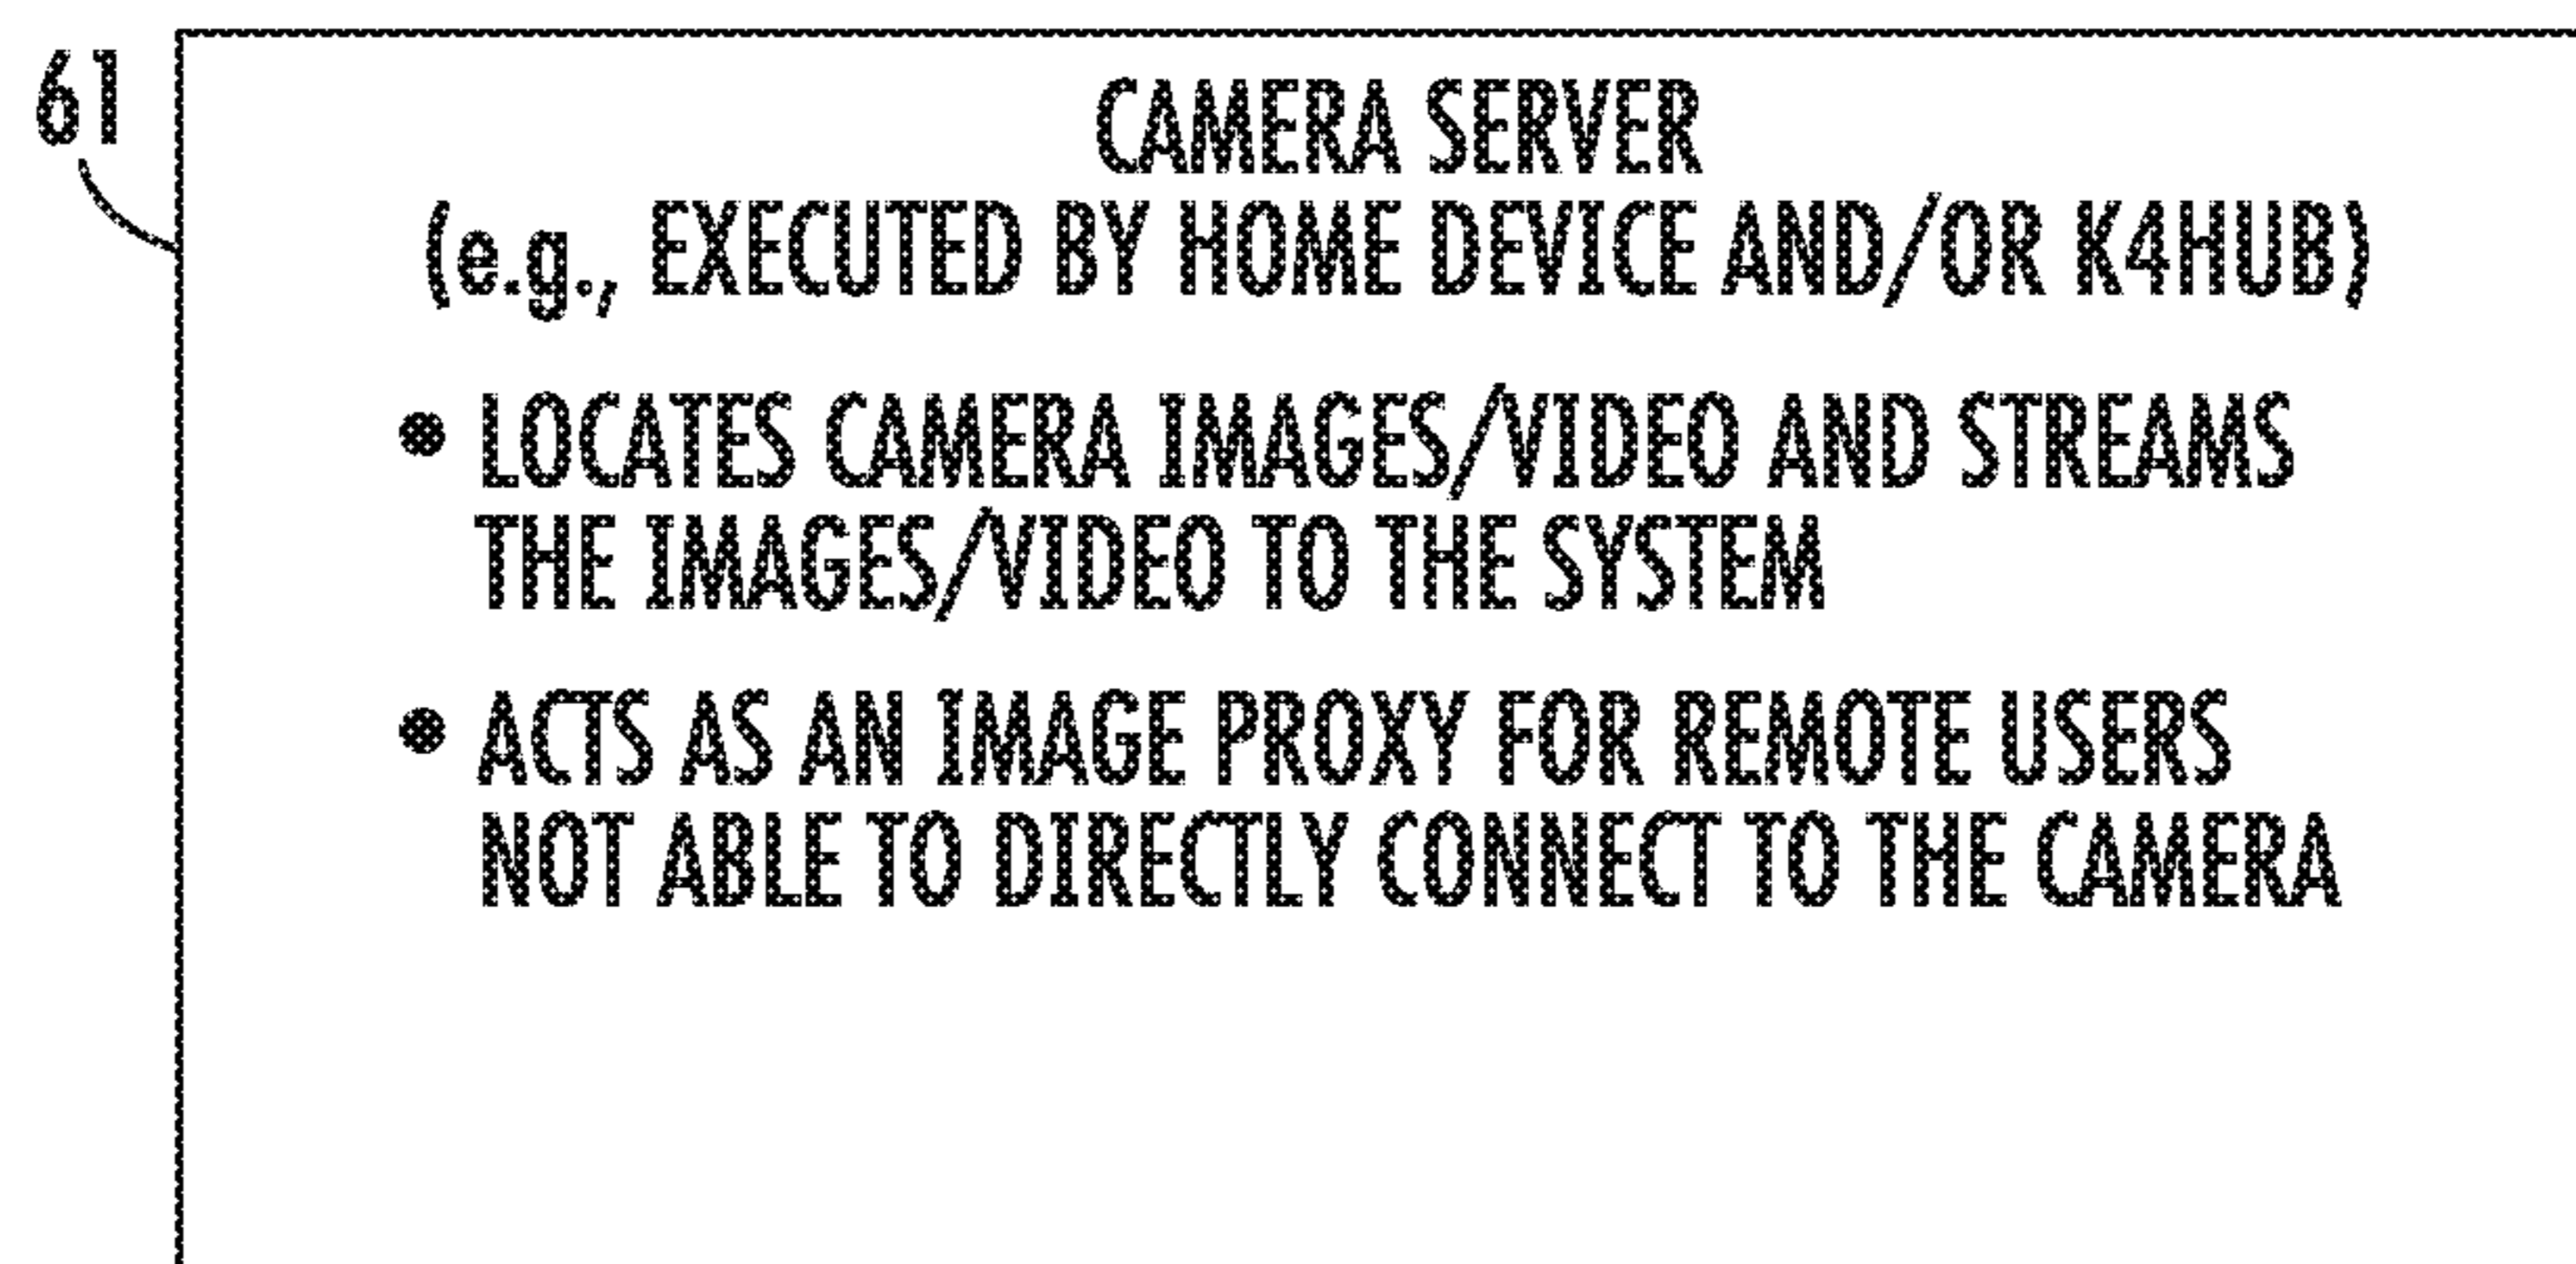 61
CAMERA SERVER
(e.g., EXECUTED BY HOME DEVICE AND/OR K4HUB)
• LOCATES CAMERA IMAGES/VIDEO AND STREAMS
THE IMAGES/VIDEO TO THE SYSTEM
• ACTS AS AN IMAGE PROXY FOR REMOTE USERS
NOT ABLE TO DIRECTLY CONNECT TO THE CAMERA